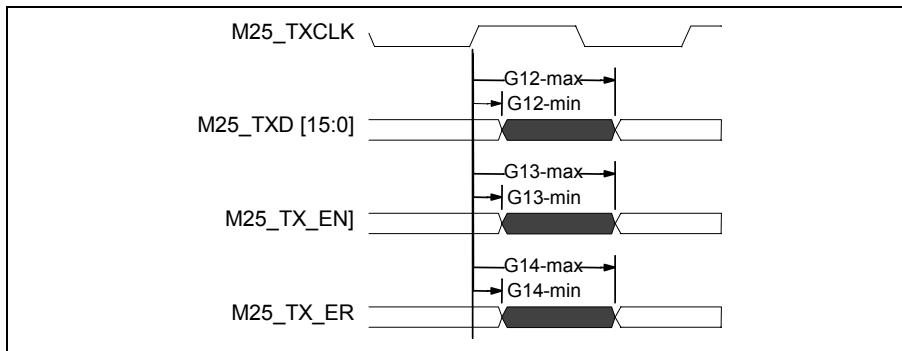 M25_TXCLK
G12-max
G12-min
M25_TXD [15:0]
G13-max
G13-min
M25_TX_EN]
G14-max
G14-min
M25_TX_ER